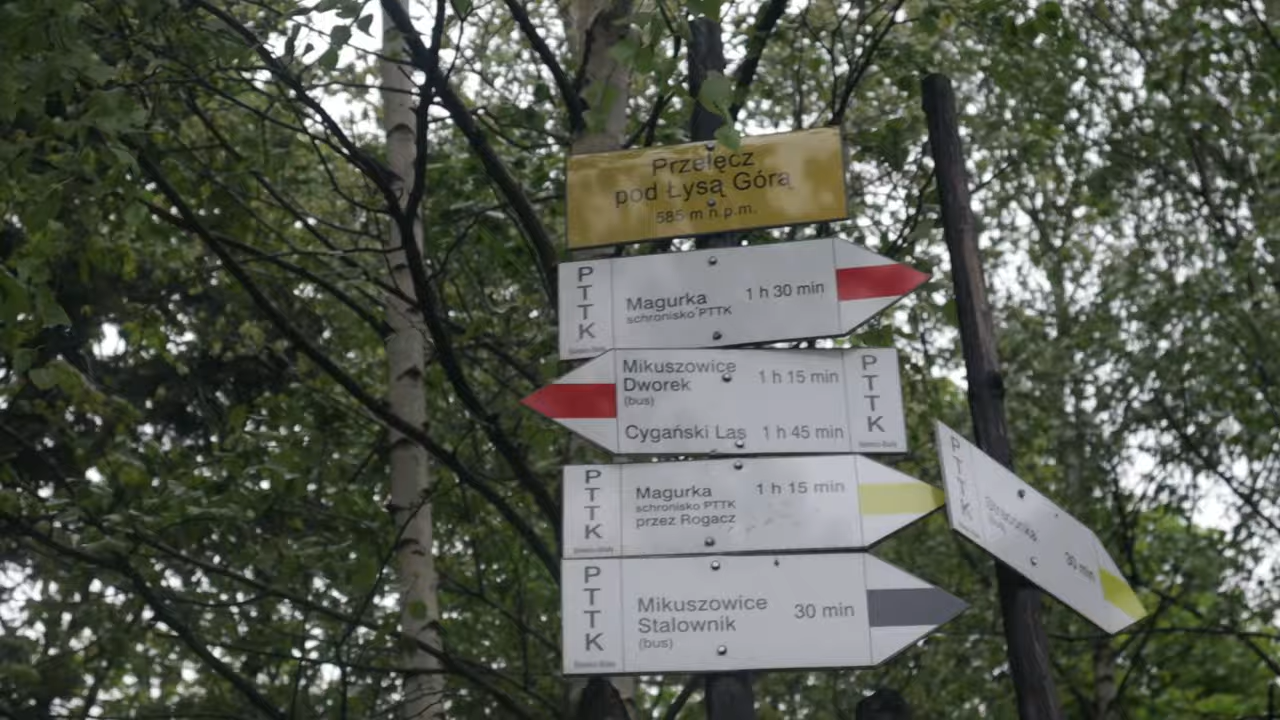 Przełęcz
pod Łysą Górą
585 m n.p.m.
PTTK
Magurka 1 h 30 min
schronisko PTTK
Mikuszowice 1 h 15 min
Dworek
(bus)
Cygański Las 1 h 45 min
PTTK
PTTK
Magurka 1 h 15 min
schronisko PTTK
przez Rogacz
PTTK
Mikuszowice 30 min
Stalownik
(bus)
PTTK
30 min